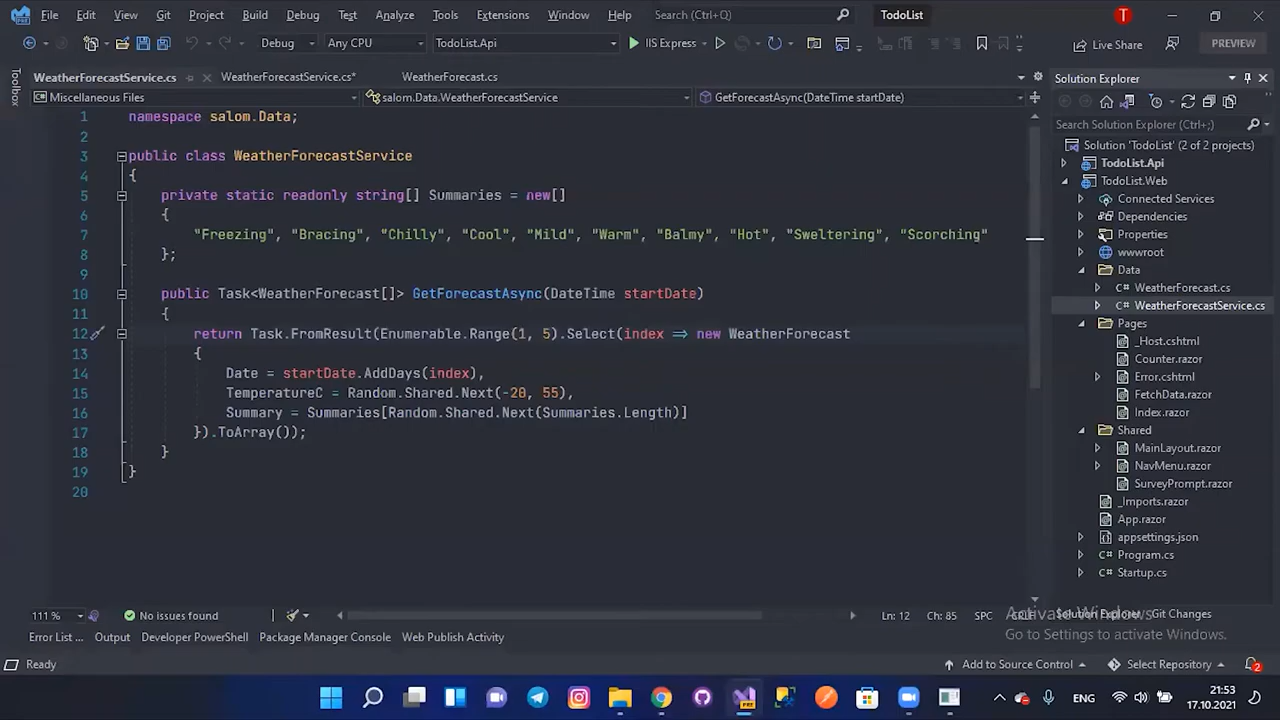 File Edit View Git Project Build Debug Test Analyze Tools Extensions Window Help Search (Ctrl+Q) TodoList T
Debug Any CPU TodoList.Api IIS Express Live Share PREVIEW
Toolbox
WeatherForecastService.cs WeatherForecastService.cs* WeatherForecast.cs
Miscellaneous Files salom.Data.WeatherForecastService GetForecastAsync(DateTime startDate)
1 namespace salom.Data;
2
3 public class WeatherForecastService
4 {
5 private static readonly string[] Summaries = new[]
6 {
7 "Freezing", "Bracing", "Chilly", "Cool", "Mild", "Warm", "Balmy", "Hot", "Sweltering", "Scorching"
8 };
9
10 public Task<WeatherForecast[]> GetForecastAsync(DateTime startDate)
11 {
12 return Task.FromResult(Enumerable.Range(1, 5).Select(index => new WeatherForecast
13 {
14 Date = startDate.AddDays(index),
15 TemperatureC = Random.Shared.Next(-20, 55),
16 Summary = Summaries[Random.Shared.Next(Summaries.Length)]
17 }).ToArray());
18 }
19 }
20
111 % No issues found Ln: 12 Ch: 85 SPC
Error List ... Output Developer PowerShell Package Manager Console Web Publish Activity
Solution Explorer
Search Solution Explorer (Ctrl+;)
Solution 'TodoList' (2 of 2 projects)
TodoList.Api
TodoList.Web
Connected Services
Dependencies
Properties
wwwroot
Data
C# WeatherForecast.cs
C# WeatherForecastService.cs
Pages
_Host.cshtml
Counter.razor
Error.cshtml
FetchData.razor
Index.razor
Shared
MainLayout.razor
NavMenu.razor
SurveyPrompt.razor
_Imports.razor
App.razor
appsettings.json
C# Program.cs
C# Startup.cs
Solution Explorer Git Changes
Activate Windows
Go to Settings to activate Windows.
Ready Add to Source Control Select Repository 2
PRE ENG 21:53
17.10.2021